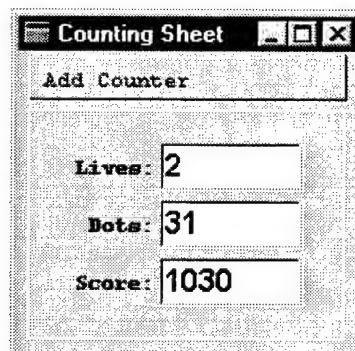 Counting Sheet
Add Counter
Lives: 2
Dots: 31
Score: 1030